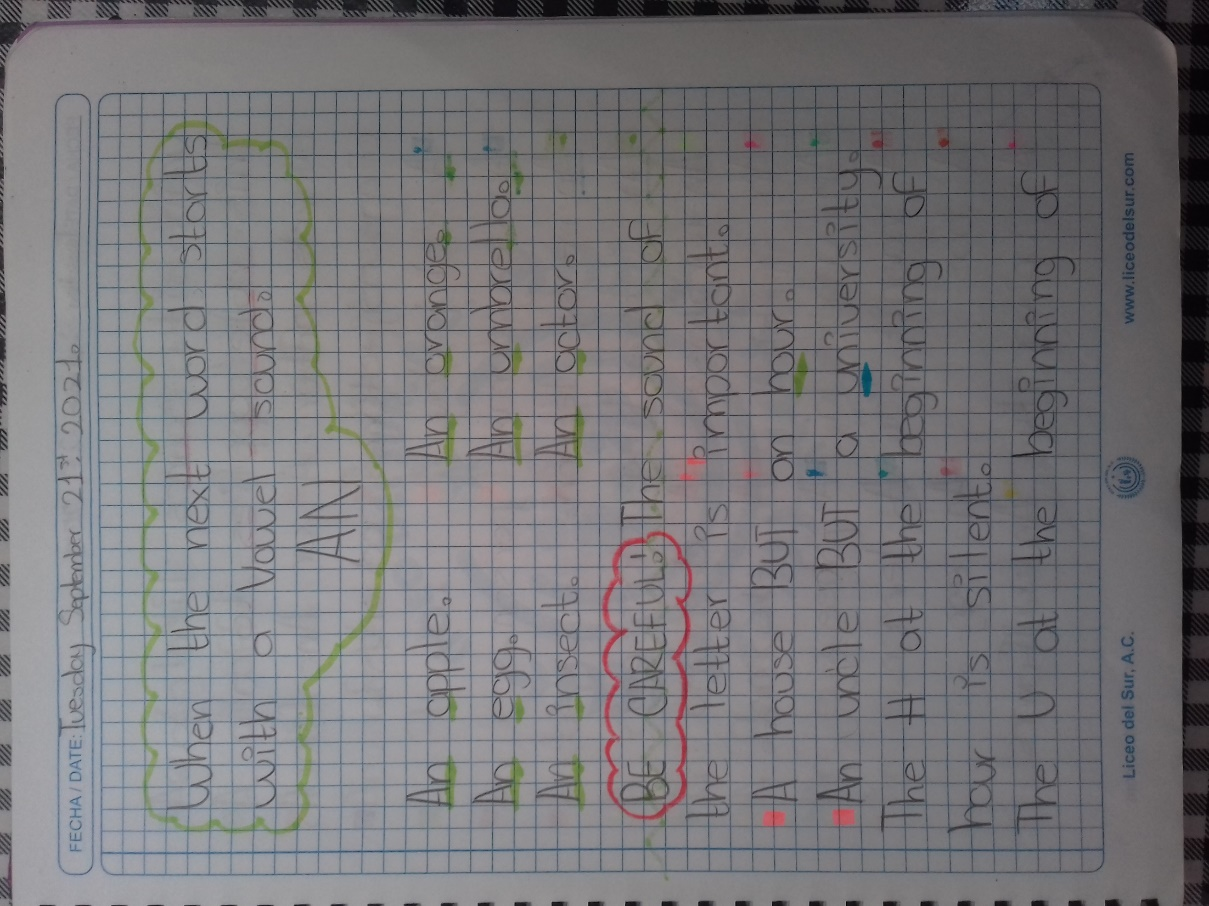 FECHA / DATE: Tuesday September 21st 2021.
When the next word starts
with a vowel sound.
AN
An apple. An orange.
An egg. An umbrella.
An insect. An actor.
BE CAREFUL! The sound of
the letter is important.
A house BUT an hour.
An uncle BUT a university.
The H at the beginning of
hour is silent.
The U at the beginning of
Liceo del Sur, A.C. www.liceodelsur.com